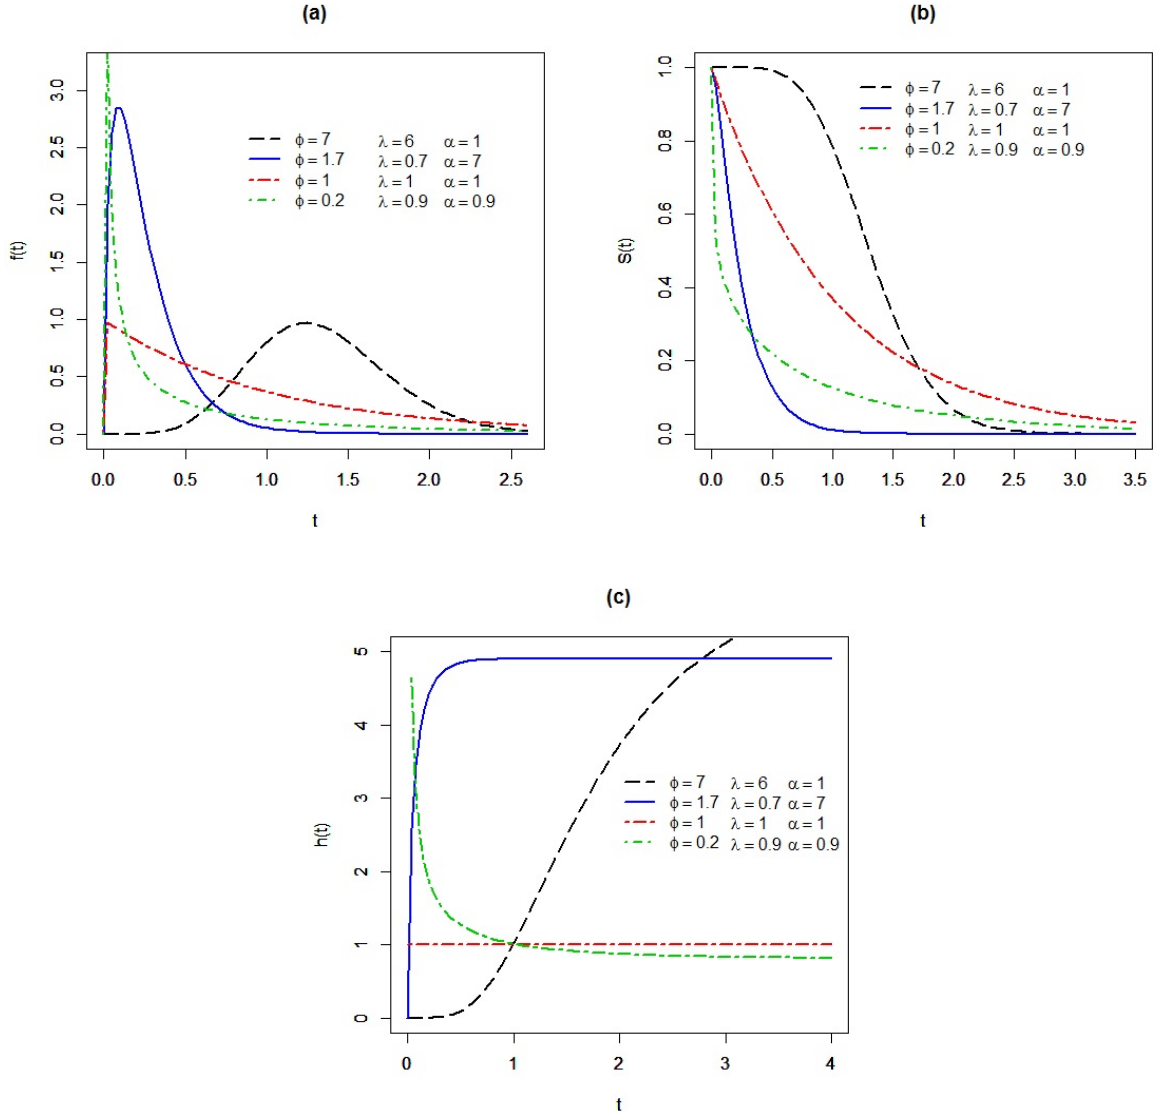 (a)
f(t)
0.0 0.5 1.0 1.5 2.0 2.5 3.0
ϕ = 7 λ = 6 α = 1
ϕ = 1.7 λ = 0.7 α = 7
ϕ = 1 λ = 1 α = 1
ϕ = 0.2 λ = 0.9 α = 0.9
0.0 0.5 1.0 1.5 2.0 2.5
t
(b)
S(t)
0.0 0.2 0.4 0.6 0.8 1.0
ϕ = 7 λ = 6 α = 1
ϕ = 1.7 λ = 0.7 α = 7
ϕ = 1 λ = 1 α = 1
ϕ = 0.2 λ = 0.9 α = 0.9
0.0 0.5 1.0 1.5 2.0 2.5 3.0 3.5
t
(c)
h(t)
0 1 2 3 4 5
ϕ = 7 λ = 6 α = 1
ϕ = 1.7 λ = 0.7 α = 7
ϕ = 1 λ = 1 α = 1
ϕ = 0.2 λ = 0.9 α = 0.9
0 1 2 3 4
t